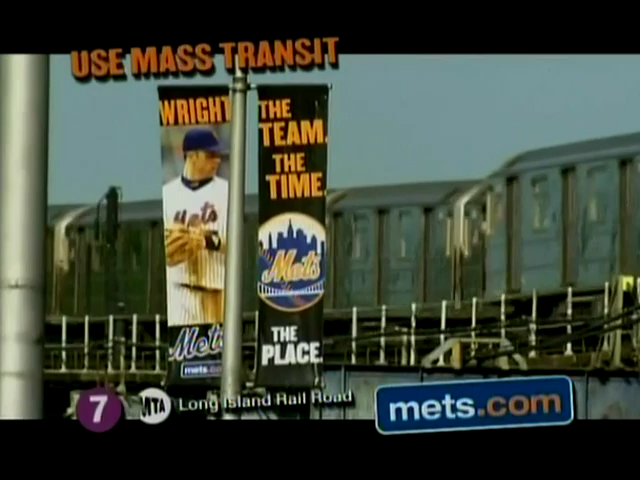 USE MASS TRANSIT
WRIGHT
Mets
Mets
mets.co
THE
TEAM.
THE
TIME.
Mets
THE
PLACE.
7
MTA
Long Island Rail Road
mets.com